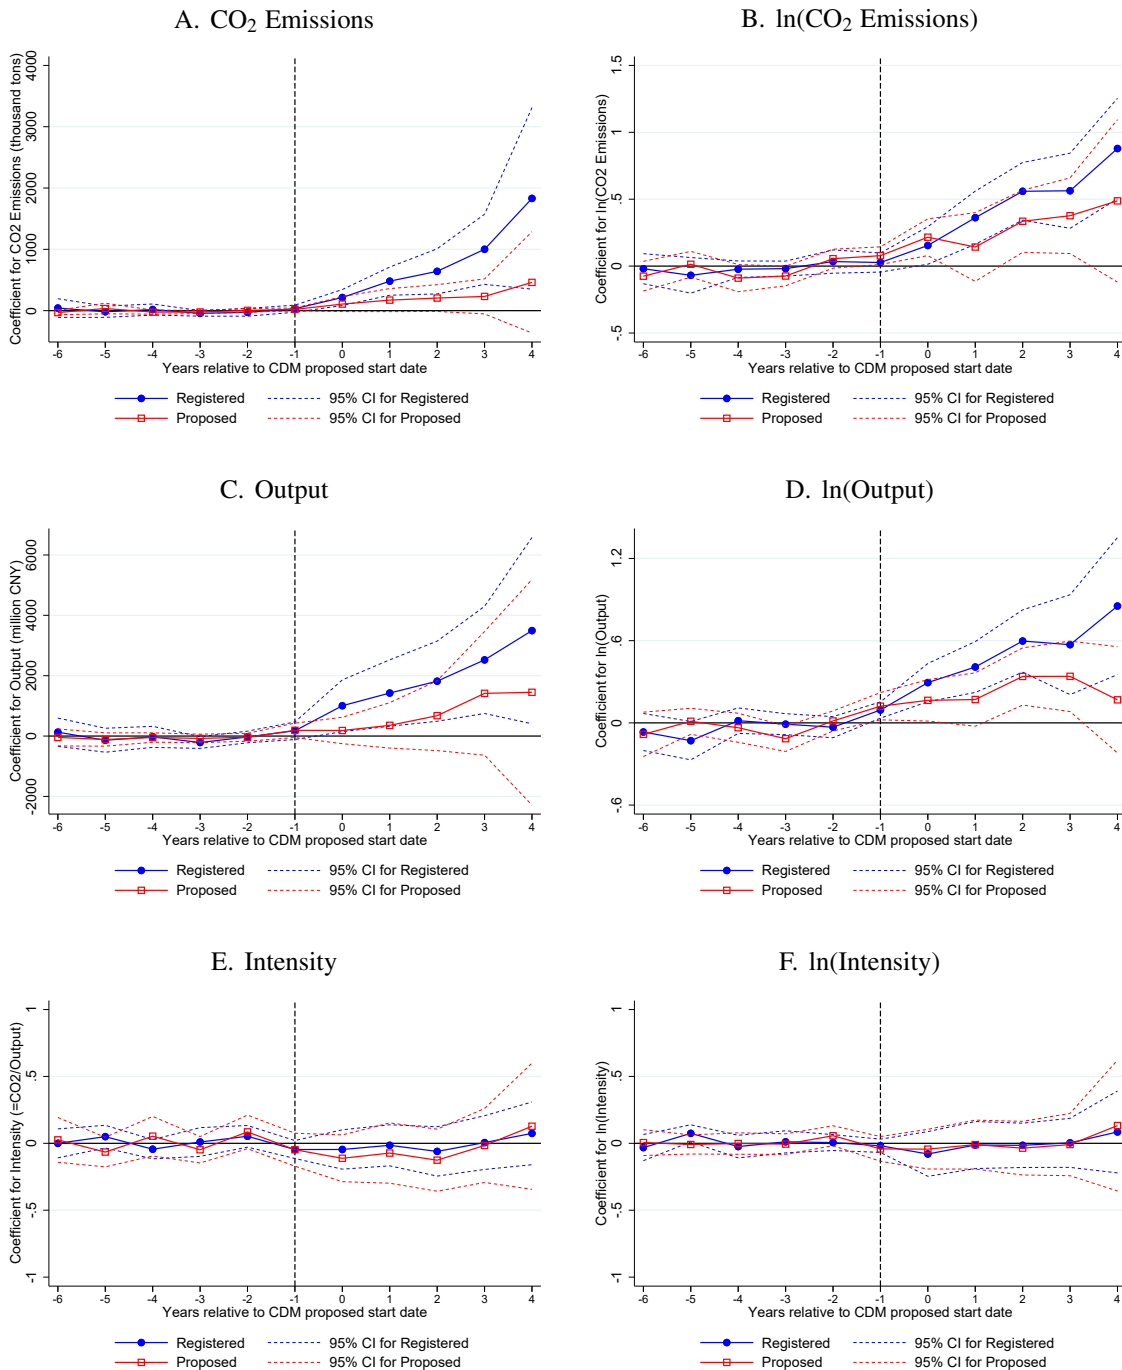 A. CO₂ Emissions
Coefficient for CO2 Emissions (thousand tons)
4000
3000
2000
1000
0
-6 -5 -4 -3 -2 -1 0 1 2 3 4
Years relative to CDM proposed start date
Registered 95% CI for Registered
Proposed 95% CI for Proposed
B. ln(CO₂ Emissions)
Coefficient for ln(CO2 Emissions)
1.5
1
.5
0
-.5
-6 -5 -4 -3 -2 -1 0 1 2 3 4
Years relative to CDM proposed start date
Registered 95% CI for Registered
Proposed 95% CI for Proposed
C. Output
Coefficient for Output (million CNY)
6000
4000
2000
0
-2000
-6 -5 -4 -3 -2 -1 0 1 2 3 4
Years relative to CDM proposed start date
Registered 95% CI for Registered
Proposed 95% CI for Proposed
D. ln(Output)
Coefficient for ln(Output)
1.2
.6
0
-.6
-6 -5 -4 -3 -2 -1 0 1 2 3 4
Years relative to CDM proposed start date
Registered 95% CI for Registered
Proposed 95% CI for Proposed
E. Intensity
Coefficient for Intensity (=CO2/Output)
1
.5
0
-.5
-1
-6 -5 -4 -3 -2 -1 0 1 2 3 4
Years relative to CDM proposed start date
Registered 95% CI for Registered
Proposed 95% CI for Proposed
F. ln(Intensity)
Coefficient for ln(Intensity)
1
.5
0
-.5
-1
-6 -5 -4 -3 -2 -1 0 1 2 3 4
Years relative to CDM proposed start date
Registered 95% CI for Registered
Proposed 95% CI for Proposed